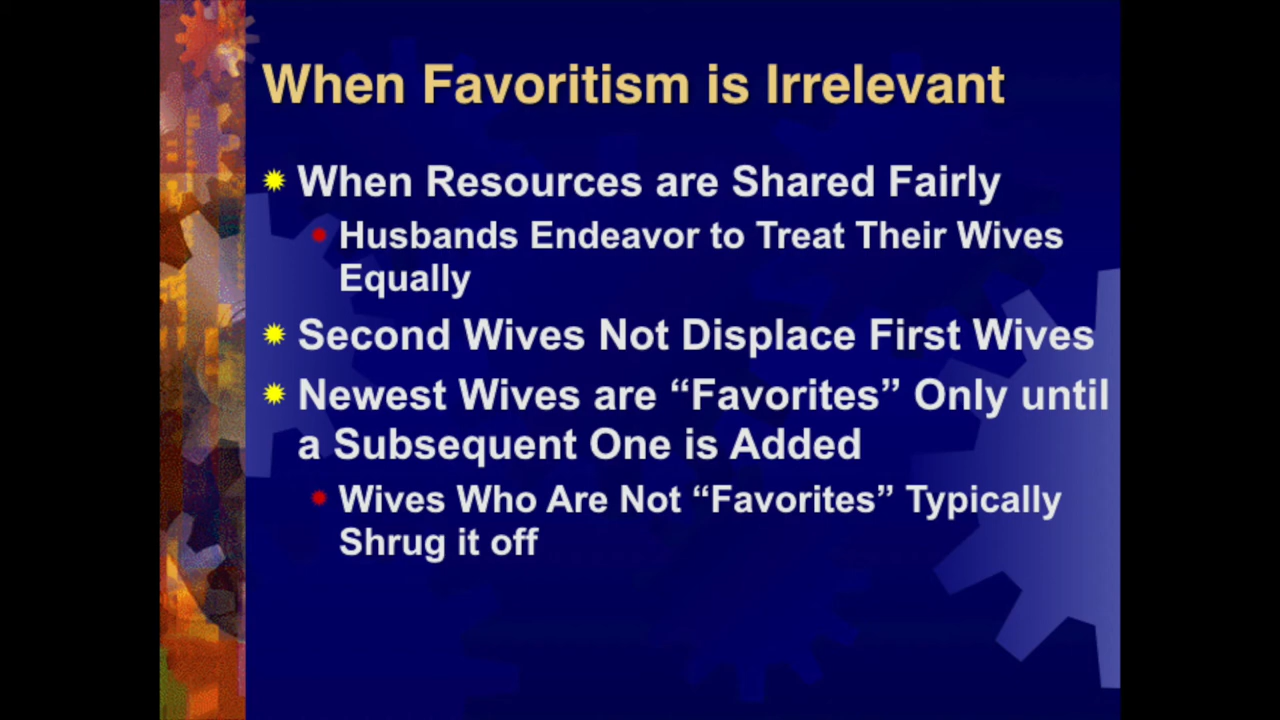 When Favoritism is Irrelevant
When Resources are Shared Fairly
Husbands Endeavor to Treat Their Wives
Equally
Second Wives Not Displace First Wives
Newest Wives are “Favorites” Only until
a Subsequent One is Added
Wives Who Are Not “Favorites” Typically
Shrug it off